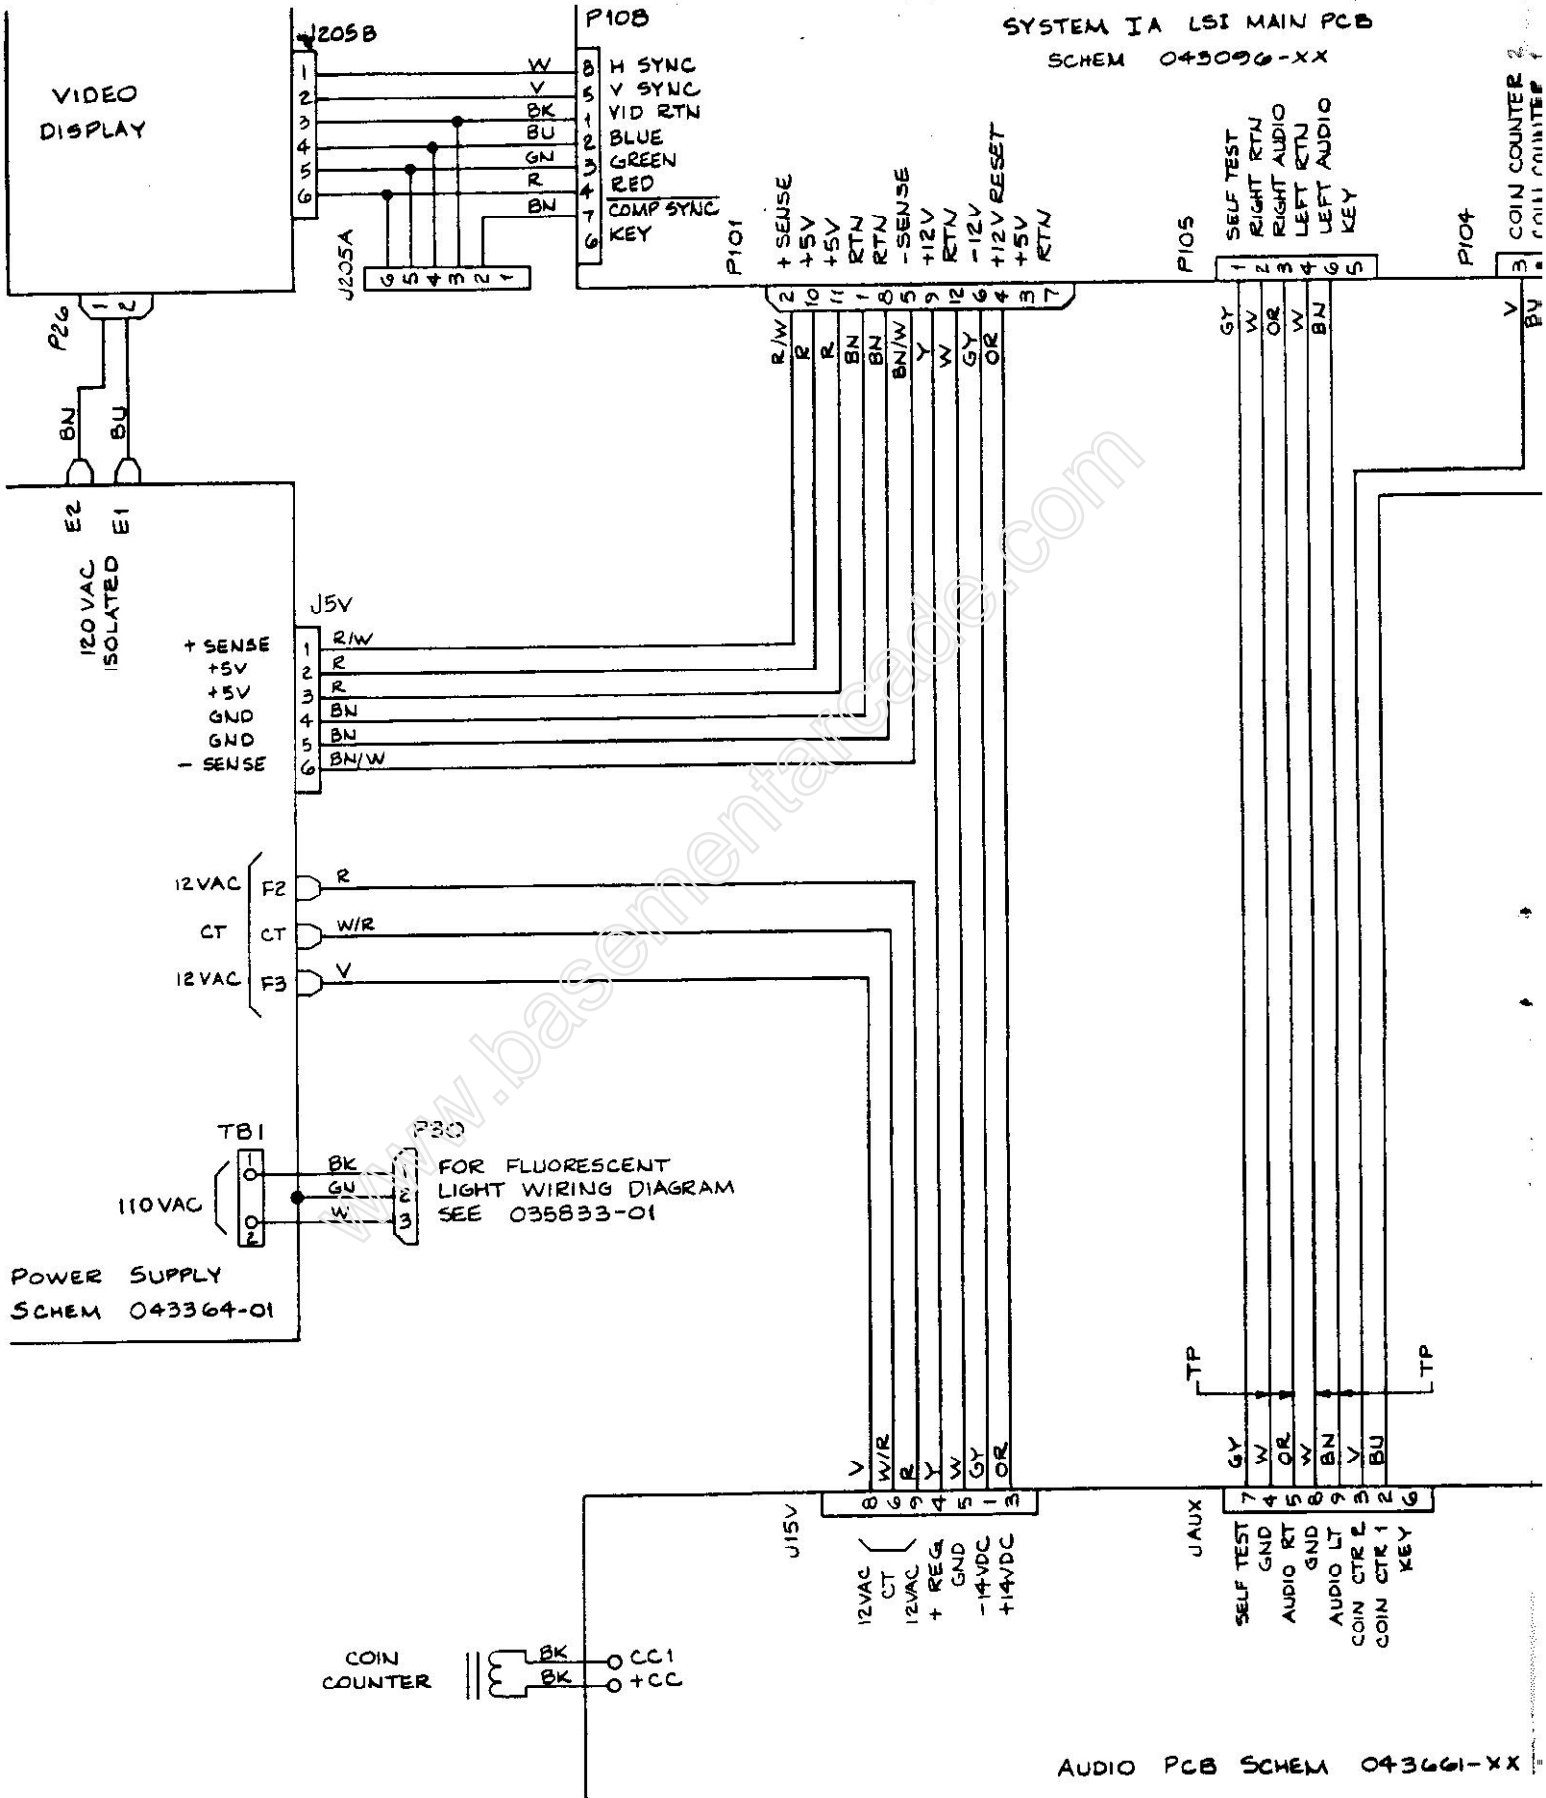 SYSTEM IA LSI MAIN PCB
SCHEM 043096-XX
VIDEO
DISPLAY
J205B
1
2
3
4
5
6
W
V
BK
BU
GN
R
BN
P108
8 H SYNC
5 V SYNC
1 VID RTN
2 BLUE
3 GREEN
4 RED
7 COMP SYNC
6 KEY
J205A
6 5 4 3 2 1
P101
+ SENSE
+5V
+5V
RTN
RTN
-SENSE
+12V
RTN
-12V
+12V RESET
+5V
RTN
2 10 11 1 8 5 9 12 6 4 3 7
R/W
R
R
BN
BN
BN/W
Y
W
GY
OR
P105
SELF TEST
RIGHT RTN
RIGHT AUDIO
LEFT RTN
LEFT AUDIO
KEY
1 2 3 4 6 5
GY
W
OR
W
BN
P104
COIN COUNTER 2
3
V
BU
P26
1 2
BN
BU
E2
E1
120VAC
ISOLATED
J5V
+ SENSE 1 R/W
+5V 2 R
+5V 3 R
GND 4 BN
GND 5 BN
- SENSE 6 BN/W
12VAC F2 R
CT CT W/R
12VAC F3 V
TB1
1
2
110VAC
BK
GN
W
P30
1
2
3
FOR FLUORESCENT
LIGHT WIRING DIAGRAM
SEE 035833-01
POWER SUPPLY
SCHEM 043364-01
www.basementarcade.com
J15V
V
W/R
R
Y
W
GY
OR
8 6 9 4 5 1 3
12VAC
CT
12VAC
+ REG
GND
-14VDC
+14VDC
TP
TP
JAUX
GY
W
OR
W
BN
V
BU
7 4 5 8 9 3 2 6
SELF TEST
GND
AUDIO RT
GND
AUDIO LT
COIN CTR 2
COIN CTR 1
KEY
COIN
COUNTER
BK
BK
CC1
+CC
AUDIO PCB SCHEM 043661-XX